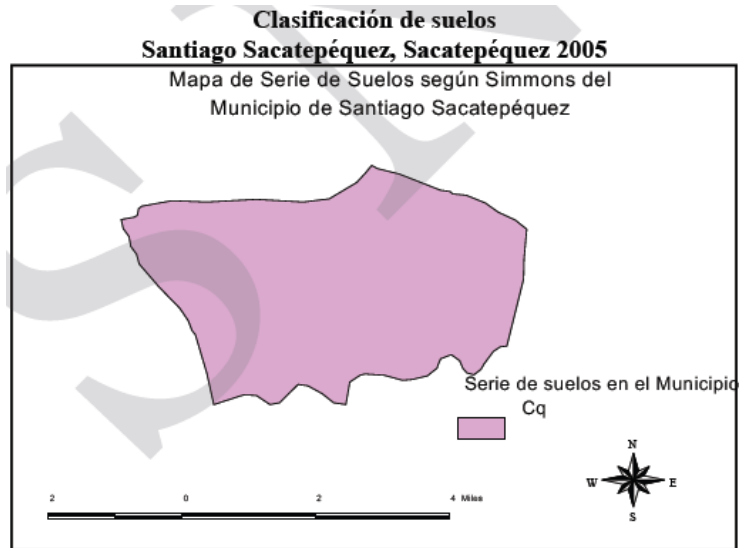 Clasificación de suelos
Santiago Sacatepéquez, Sacatepéquez 2005
Mapa de Serie de Suelos según Simmons del
Municipio de Santiago Sacatepéquez
Serie de suelos en el Municipio
Cq
N
W E
S
2 0 2 4 Miles